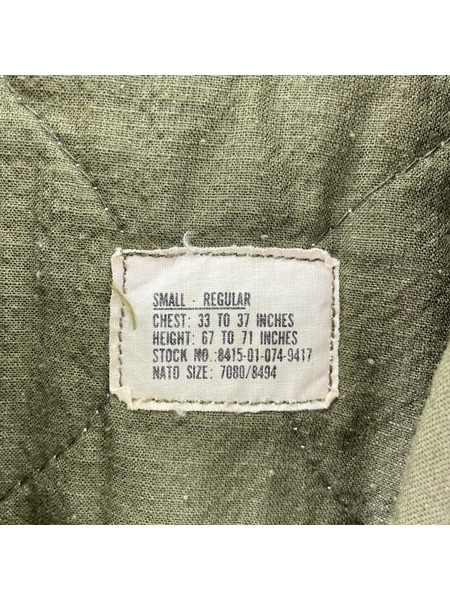 SMALL - REGULAR
CHEST: 33 TO 37 INCHES
HEIGHT: 67 TO 71 INCHES
STOCK NO.:8415-01-074-9417
NATO SIZE: 7080/8494